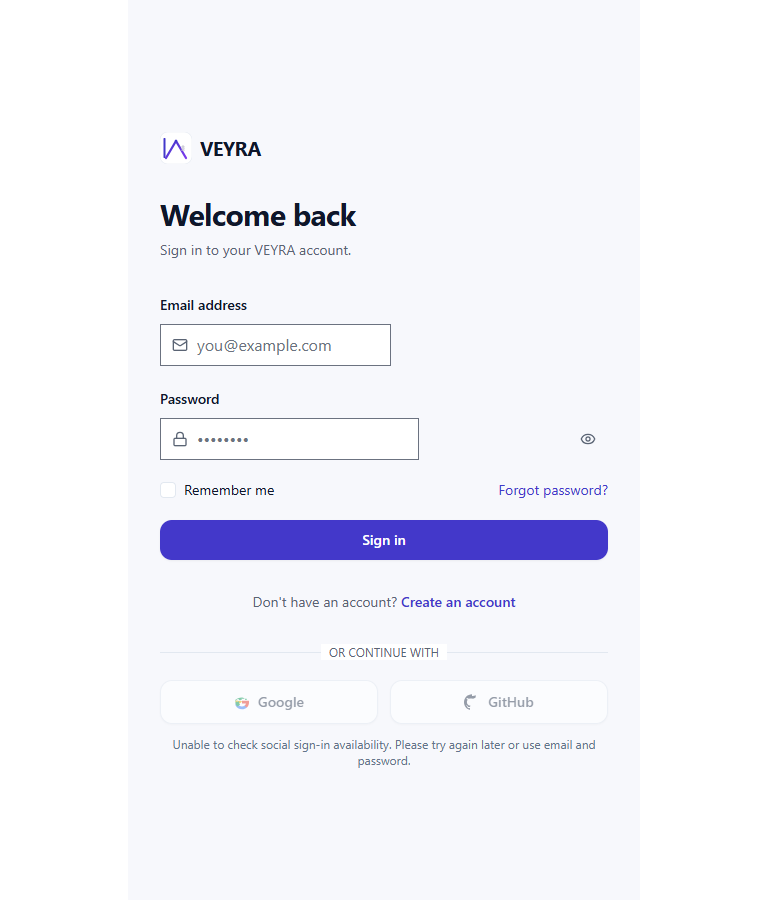 VEYRA
Welcome back
Sign in to your VEYRA account.
Email address
you@example.com
Password
••••••••
Remember me
Forgot password?
Sign in
Don't have an account? Create an account
OR CONTINUE WITH
Google
GitHub
Unable to check social sign-in availability. Please try again later or use email and
password.